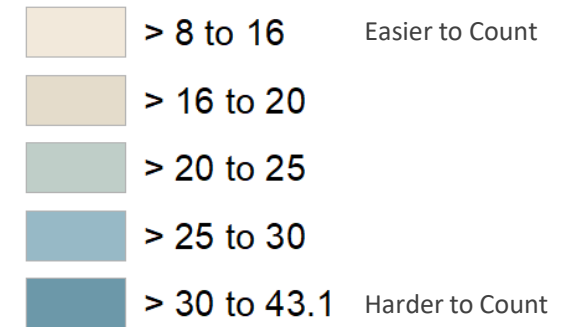 > 8 to 16 Easier to Count
> 16 to 20
> 20 to 25
> 25 to 30
> 30 to 43.1 Harder to Count